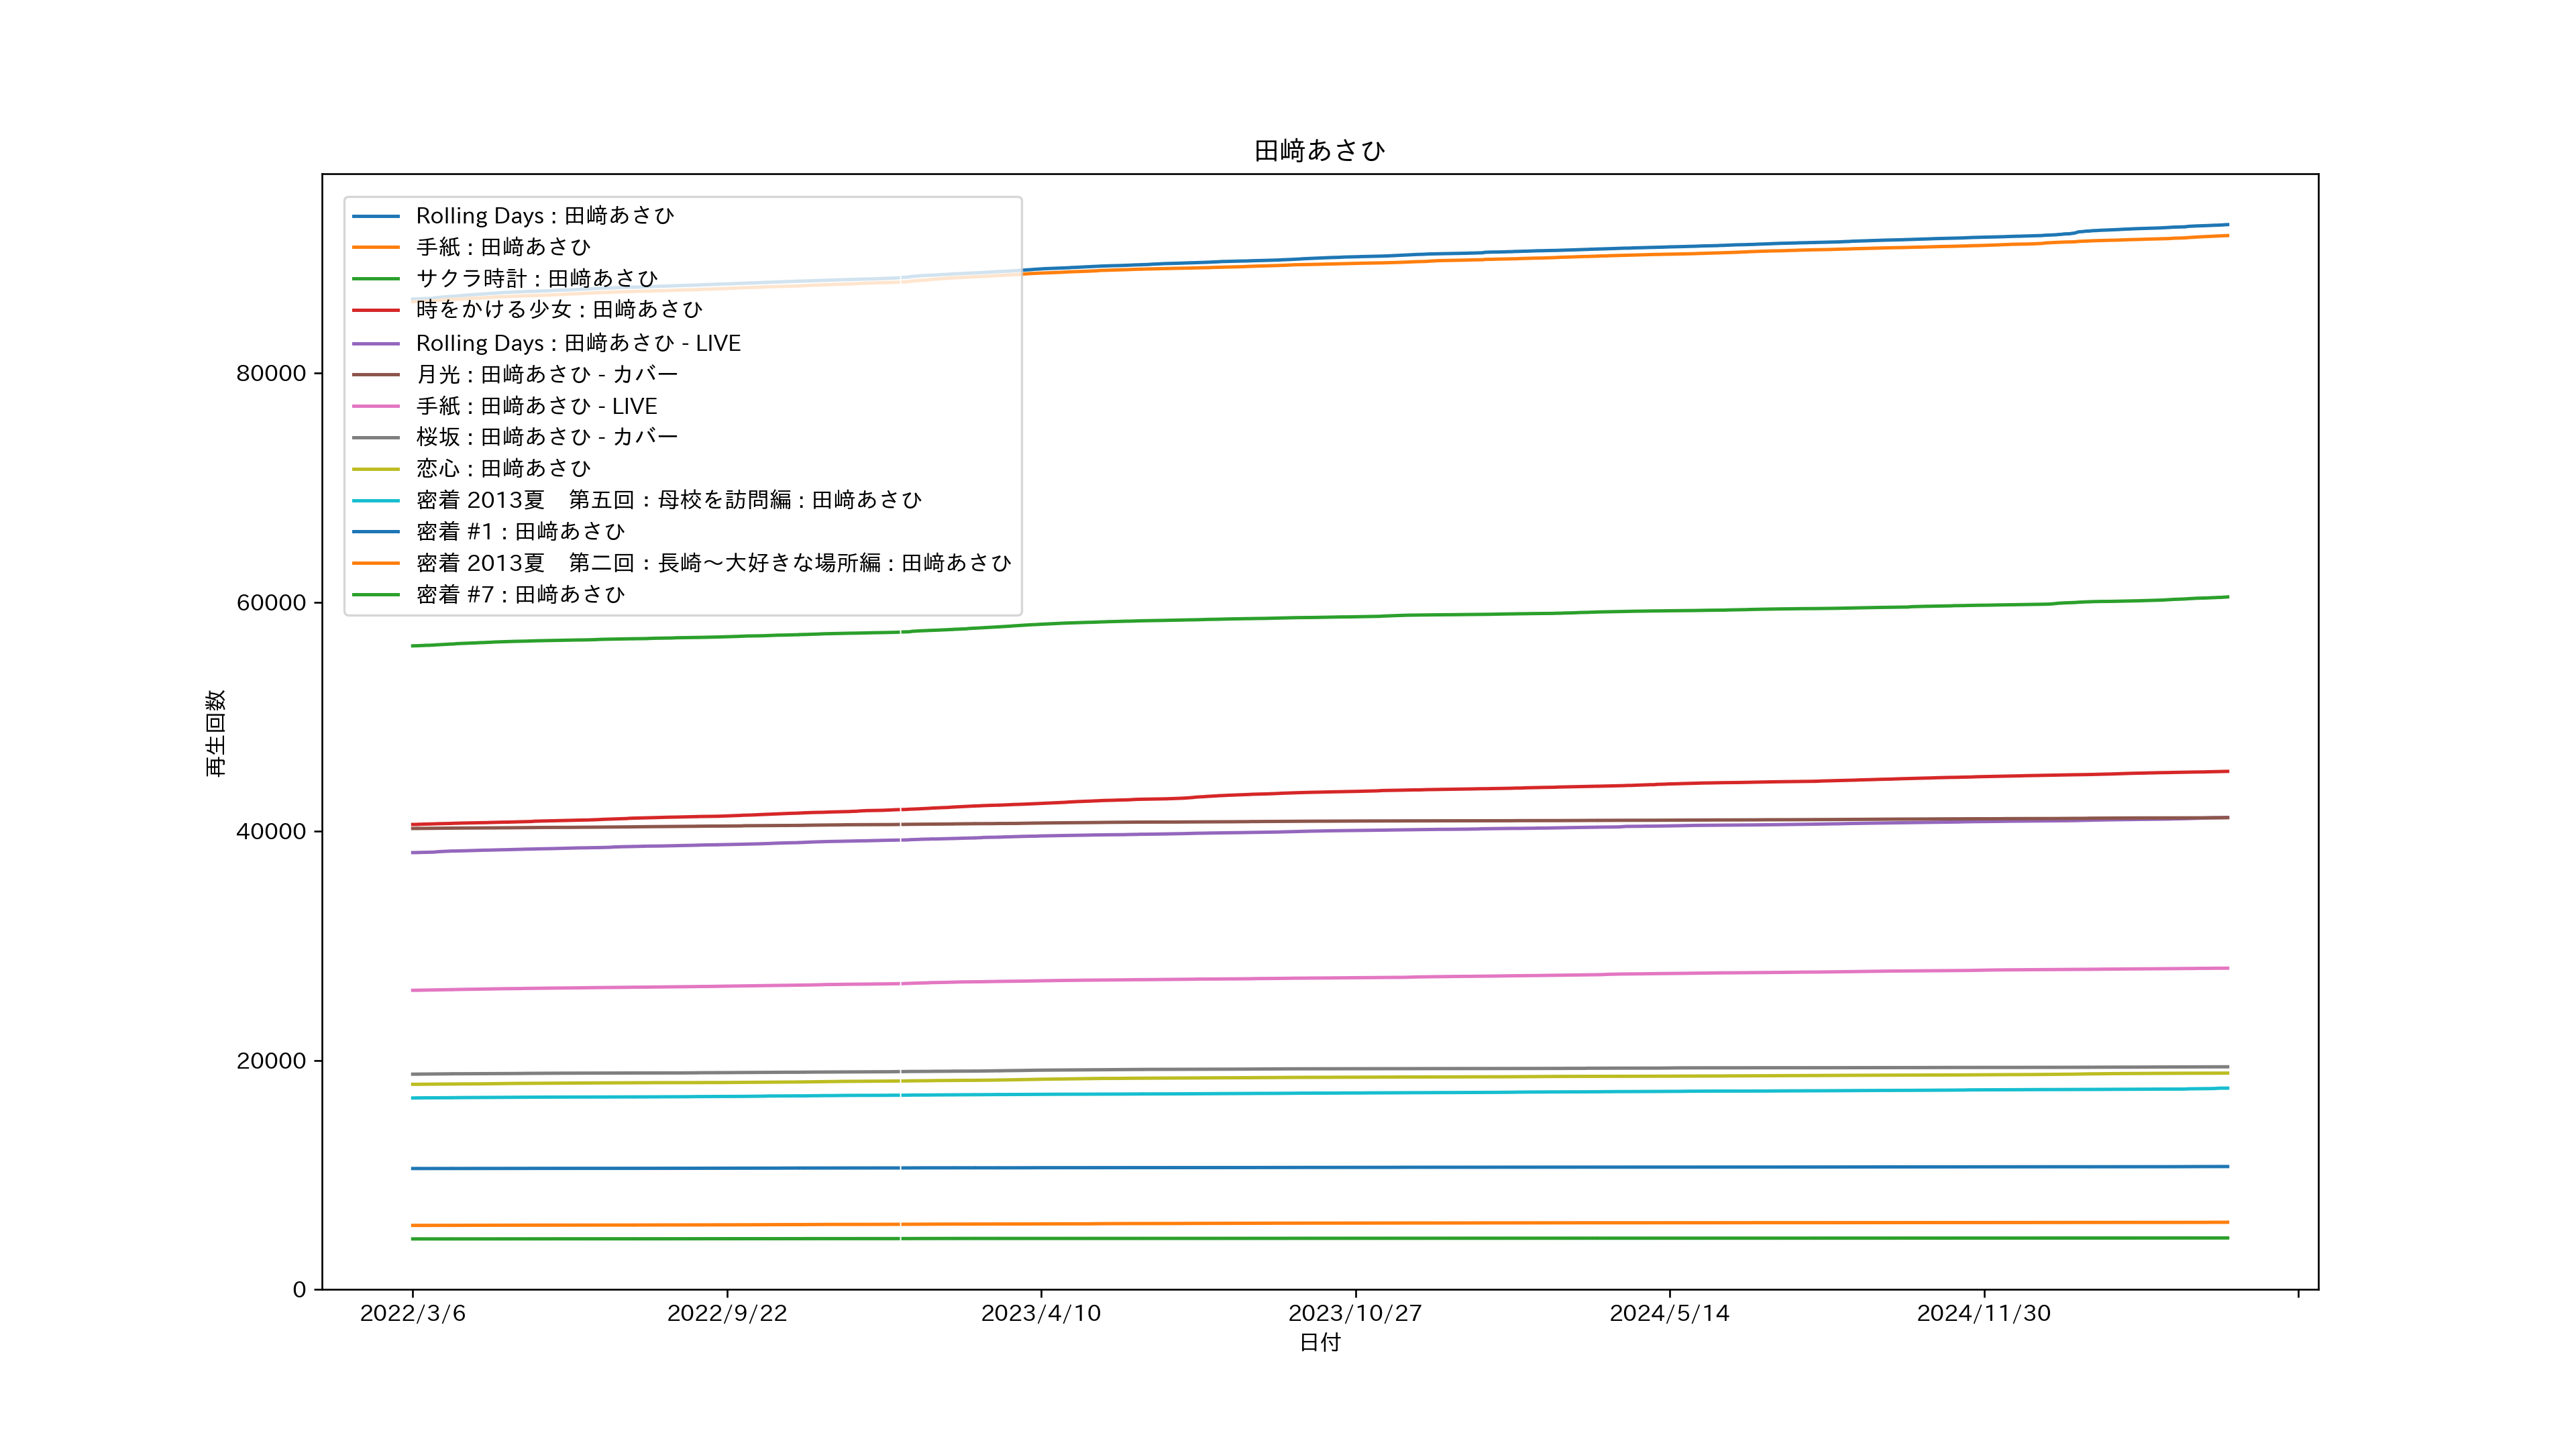 田﨑あさひ
Rolling Days : 田﨑あさひ
手紙 : 田﨑あさひ
サクラ時計 : 田﨑あさひ
時をかける少女 : 田﨑あさひ
Rolling Days : 田﨑あさひ - LIVE
月光 : 田﨑あさひ - カバー
手紙 : 田﨑あさひ - LIVE
桜坂 : 田﨑あさひ - カバー
恋心 : 田﨑あさひ
密着 2013夏　第五回：母校を訪問編 : 田﨑あさひ
密着 #1 : 田﨑あさひ
密着 2013夏　第二回：長崎～大好きな場所編 : 田﨑あさひ
密着 #7 : 田﨑あさひ
80000
60000
40000
20000
0
再生回数
2022/3/6
2022/9/22
2023/4/10
2023/10/27
2024/5/14
2024/11/30
日付